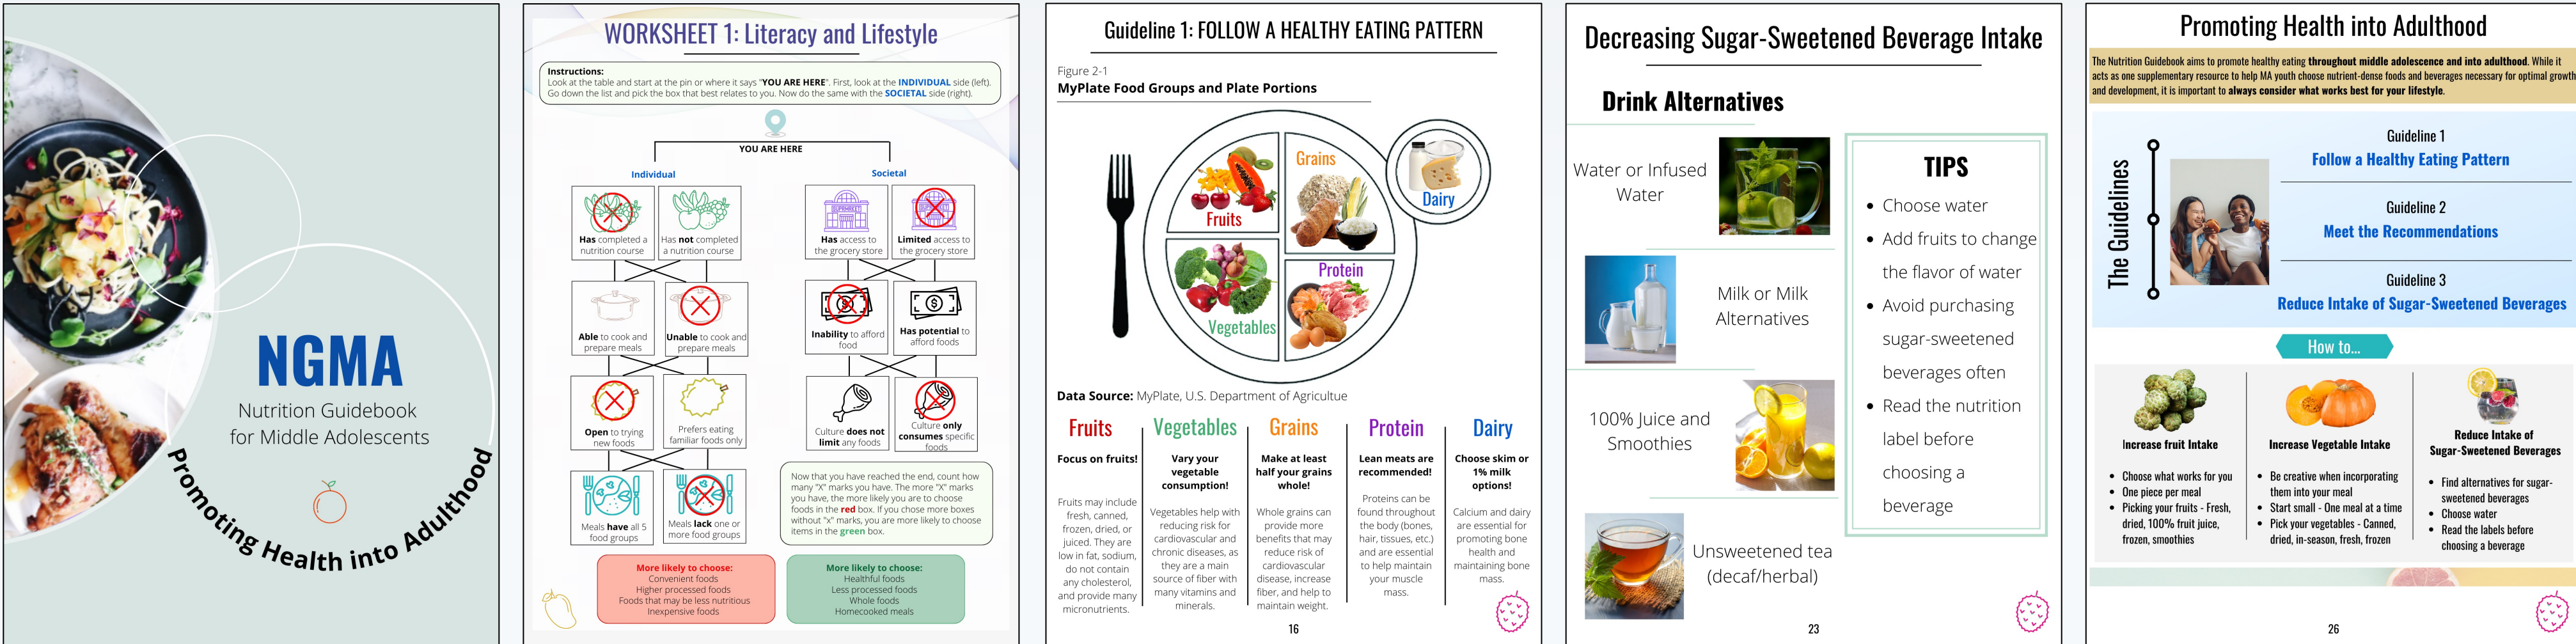 NGMA
Nutrition Guidebook
for Middle Adolescents
Promoting Health into Adulthood
WORKSHEET 1: Literacy and Lifestyle
Instructions:
Look at the table and start at the pin or where it says "YOU ARE HERE". First, look at the INDIVIDUAL side (left).
Go down the list and pick the box that best relates to you. Now do the same with the SOCIETAL side (right).
YOU ARE HERE
Individual
Societal
SUPERMARKET
Has completed a
nutrition course
Has not completed
a nutrition course
Has access to
the grocery store
Limited access to
the grocery store
Able to cook and
prepare meals
Unable to cook and
prepare meals
Inability to afford
food
Has potential to
afford foods
Open to trying
new foods
Prefers eating
familiar foods only
Culture does not
limit any foods
Culture only
consumes specific
foods
Meals have all 5
food groups
Meals lack one or
more food groups
Now that you have reached the end, count how
many "X" marks you have. The more "X" marks
you have, the more likely you are to choose
foods in the red box. If you chose more boxes
without "x" marks, you are more likely to choose
items in the green box.
More likely to choose:
Convenient foods
Higher processed foods
Foods that may be less nutritious
Inexpensive foods
More likely to choose:
Healthful foods
Less processed foods
Whole foods
Homecooked meals
Guideline 1: FOLLOW A HEALTHY EATING PATTERN
Figure 2-1
MyPlate Food Groups and Plate Portions
Fruits
Grains
Dairy
Vegetables
Protein
Data Source: MyPlate, U.S. Department of Agricultue
Fruits
Focus on fruits!
Fruits may include
fresh, canned,
frozen, dried, or
juiced. They are
low in fat, sodium,
do not contain
any cholesterol,
and provide many
micronutrients.
Vegetables
Vary your
vegetable
consumption!
Vegetables help with
reducing risk for
cardiovascular and
chronic diseases, as
they are a main
source of fiber with
many vitamins and
minerals.
Grains
Make at least
half your grains
whole!
Whole grains can
provide more
benefits that may
reduce risk of
cardiovascular
disease, increase
fiber, and help to
maintain weight.
Protein
Lean meats are
recommended!
Proteins can be
found throughout
the body (bones,
hair, tissues, etc.)
and are essential
to help maintain
your muscle
mass.
Dairy
Choose skim or
1% milk
options!
Calcium and dairy
are essential for
promoting bone
health and
maintaining bone
mass.
16
Decreasing Sugar-Sweetened Beverage Intake
Drink Alternatives
Water or Infused
Water
Milk or Milk
Alternatives
100% Juice and
Smoothies
Unsweetened tea
(decaf/herbal)
TIPS
• Choose water
• Add fruits to change
the flavor of water
• Avoid purchasing
sugar-sweetened
beverages often
• Read the nutrition
label before
choosing a
beverage
23
Promoting Health into Adulthood
The Nutrition Guidebook aims to promote healthy eating throughout middle adolescence and into adulthood. While it
acts as one supplementary resource to help MA youth choose nutrient-dense foods and beverages necessary for optimal growth
and development, it is important to always consider what works best for your lifestyle.
The Guidelines
Guideline 1
Follow a Healthy Eating Pattern
Guideline 2
Meet the Recommendations
Guideline 3
Reduce Intake of Sugar-Sweetened Beverages
How to...
Increase fruit Intake
• Choose what works for you
• One piece per meal
• Picking your fruits - Fresh,
dried, 100% fruit juice,
frozen, smoothies
Increase Vegetable Intake
• Be creative when incorporating
them into your meal
• Start small - One meal at a time
• Pick your vegetables - Canned,
dried, in-season, fresh, frozen
Reduce Intake of
Sugar-Sweetened Beverages
• Find alternatives for sugar-
sweetened beverages
• Choose water
• Read the labels before
choosing a beverage
26